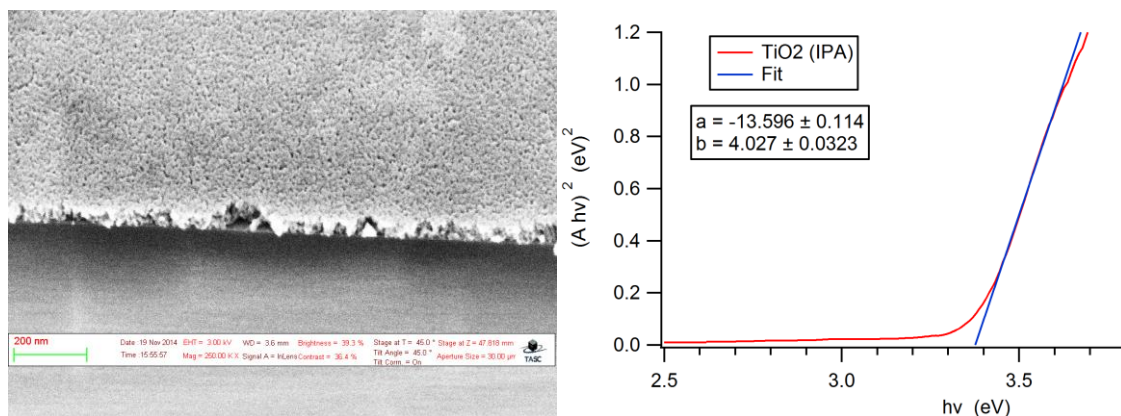 200 nm
Date :19 Nov 2014 EHT = 3.00 kV WD = 3.6 mm Brightness = 39.3 % Stage at T = 45.0 ° Stage at Z = 47.818 mm
Time :15:55:57 Mag = 250.00 K X Signal A = InLens Contrast = 36.4 % Tilt Angle = 45.0 ° Aperture Size = 30.00 µm
Tilt Corrn. = On
TASC
1.2
1.0
0.8
0.6
0.4
0.2
0.0
(A hν)² (eV)²
TiO2 (IPA)
Fit
a = -13.596 ± 0.114
b = 4.027 ± 0.0323
2.5 3.0 3.5
hν (eV)